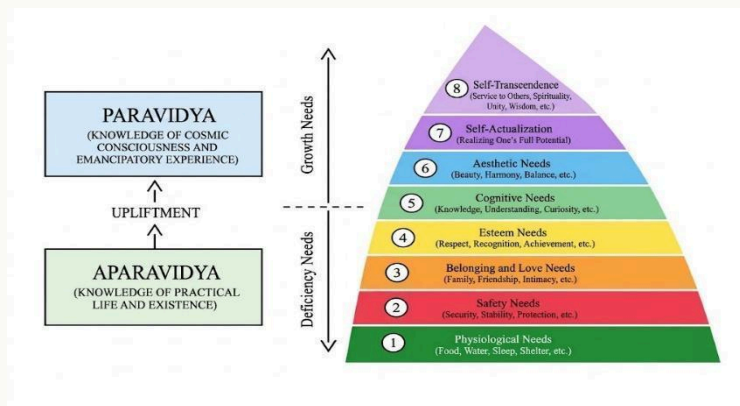 PARAVIDYA
(KNOWLEDGE OF COSMIC
CONSCIOUSNESS AND
EMANCIPATORY EXPERIENCE)
UPLIFTMENT
APARAVIDYA
(KNOWLEDGE OF PRACTICAL
LIFE AND EXISTENCE)
Growth Needs
Deficiency Needs
8 Self-Transcendence
(Service to Others, Spirituality,
Unity, Wisdom, etc.)
7 Self-Actualization
(Realizing One's Full Potential)
6 Aesthetic Needs
(Beauty, Harmony, Balance, etc.)
5 Cognitive Needs
(Knowledge, Understanding, Curiosity, etc.)
4 Esteem Needs
(Respect, Recognition, Achievement, etc.)
3 Belonging and Love Needs
(Family, Friendship, Intimacy, etc.)
2 Safety Needs
(Security, Stability, Protection, etc.)
1 Physiological Needs
(Food, Water, Sleep, Shelter, etc.)